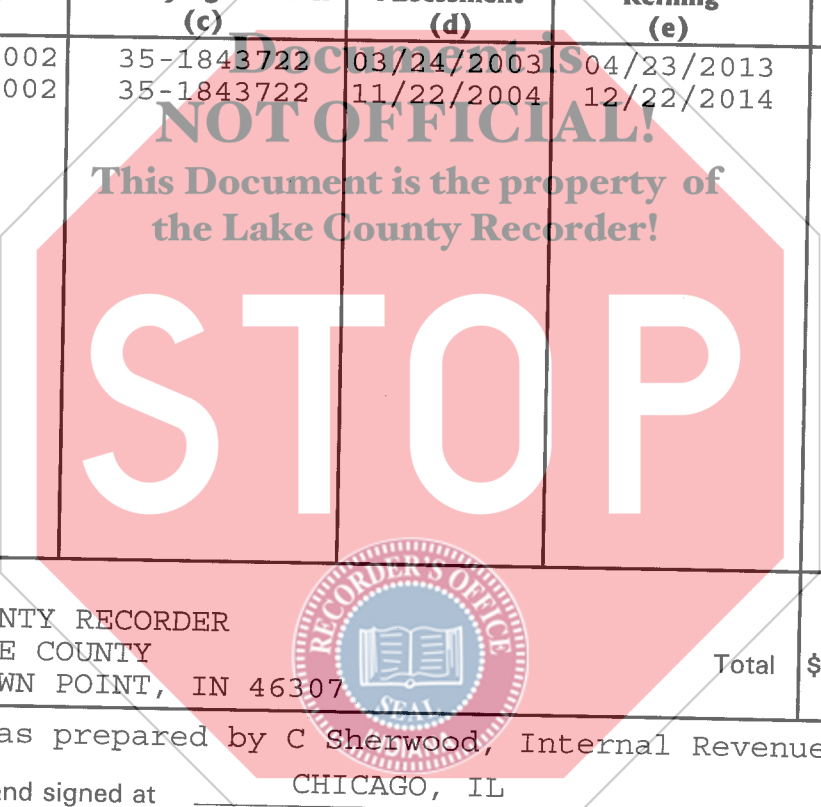 (c) (d) (e)
002 35-1843722 03/24/2003 04/23/2013
002 35-1843722 11/22/2004 12/22/2014
Document is
NOT OFFICIAL!
This Document is the property of
the Lake County Recorder!
STOP
RECORDER'S OFFICE
SEAL
NTY RECORDER
E COUNTY
WN POINT, IN 46307
Total $
as prepared by C Sherwood, Internal Revenue
nd signed at CHICAGO, IL